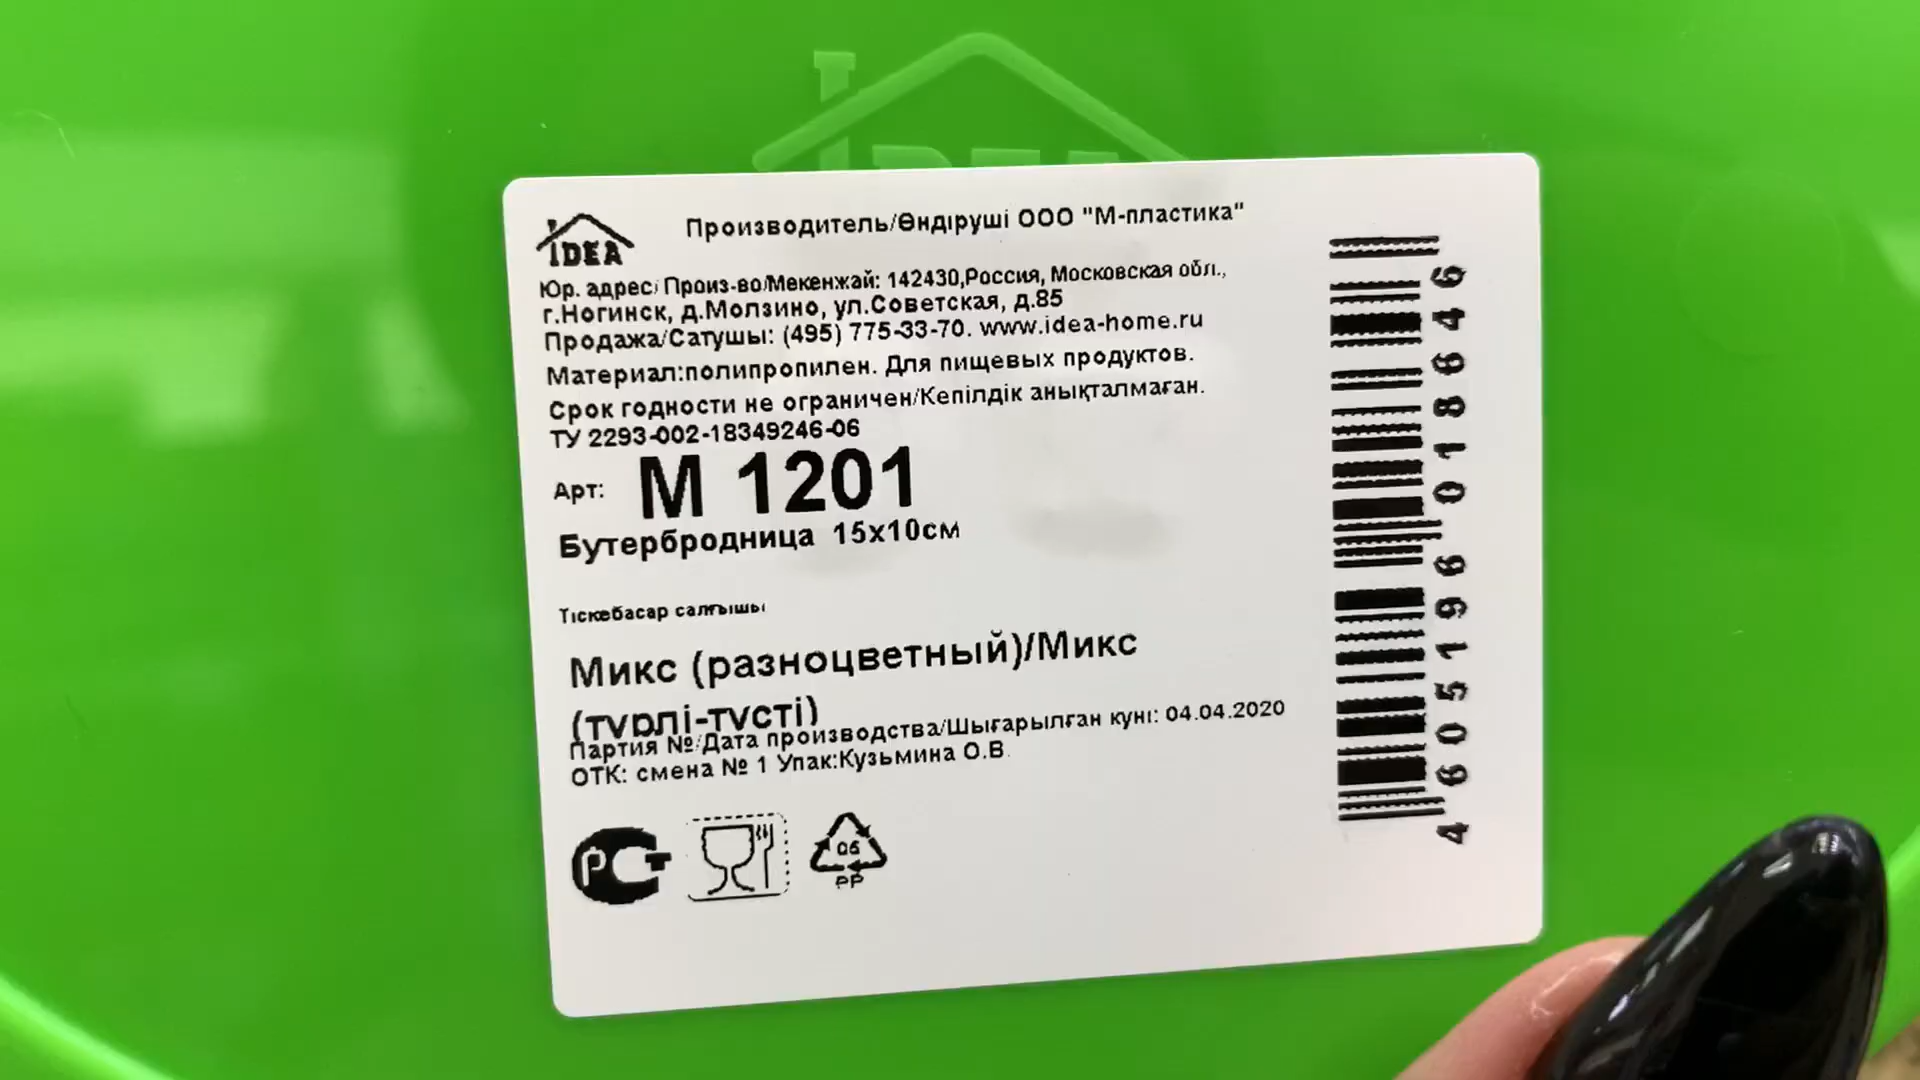 IDEA
Производитель/Өндіруші ООО "М-пластика"
Юр. адрес: Произ-во/Мекенжай: 142430,Россия, Московская обл.,
г.Ногинск, д.Молзино, ул.Советская, д.85
Продажа/Сатушы: (495) 775-33-70. www.idea-home.ru
Материал:полипропилен. Для пищевых продуктов.
Срок годности не ограничен/Кепілдік анықталмаған.
ТУ 2293-002-18349246-06
Арт: М 1201
Бутербродница 15x10см
Тіскебасар салғышы
Микс (разноцветный)/Микс
(түрлі-түсті)
Партия №/Дата производства/Шығарылған күні: 04.04.2020
ОТК: смена № 1 Упак:Кузьмина О.В.
РСТ
05
PP
4605196018646